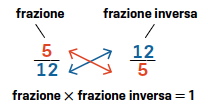 frazione frazione inversa
5 12
12 5
frazione × frazione inversa = 1